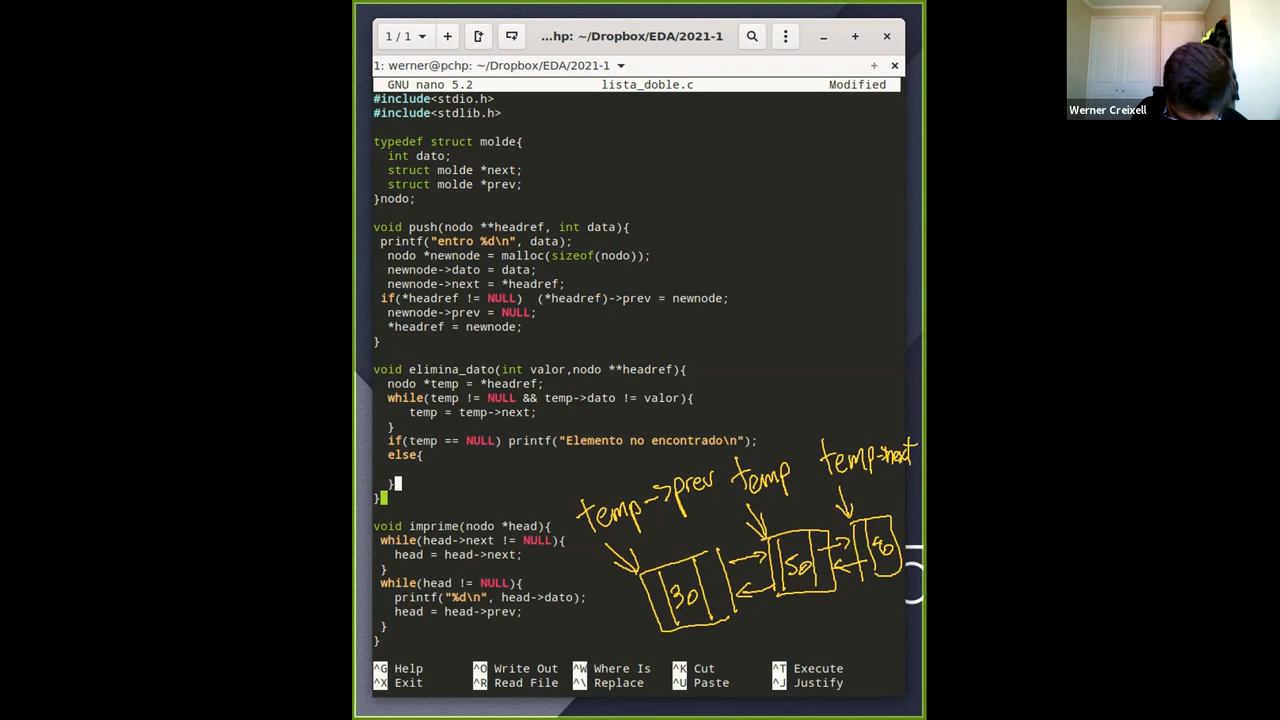 1 / 1
...hp: ~/Dropbox/EDA/2021-1
1: werner@pchp: ~/Dropbox/EDA/2021-1
GNU nano 5.2 lista_doble.c Modified
#include<stdio.h>
#include<stdlib.h>
typedef struct molde{
int dato;
struct molde *next;
struct molde *prev;
}nodo;
void push(nodo **headref, int data){
printf("entro %d\n", data);
nodo *newnode = malloc(sizeof(nodo));
newnode->dato = data;
newnode->next = *headref;
if(*headref != NULL) (*headref)->prev = newnode;
newnode->prev = NULL;
*headref = newnode;
}
void elimina_dato(int valor,nodo **headref){
nodo *temp = *headref;
while(temp != NULL && temp->dato != valor){
temp = temp->next;
}
if(temp == NULL) printf("Elemento no encontrado\n");
else{
}
}
temp->prev temp temp->next
30 50
void imprime(nodo *head){
while(head->next != NULL){
head = head->next;
}
while(head != NULL){
printf("%d\n", head->dato);
head = head->prev;
}
}
^G Help ^O Write Out ^W Where Is ^K Cut ^T Execute
^X Exit ^R Read File ^\ Replace ^U Paste ^J Justify
Werner Creixell